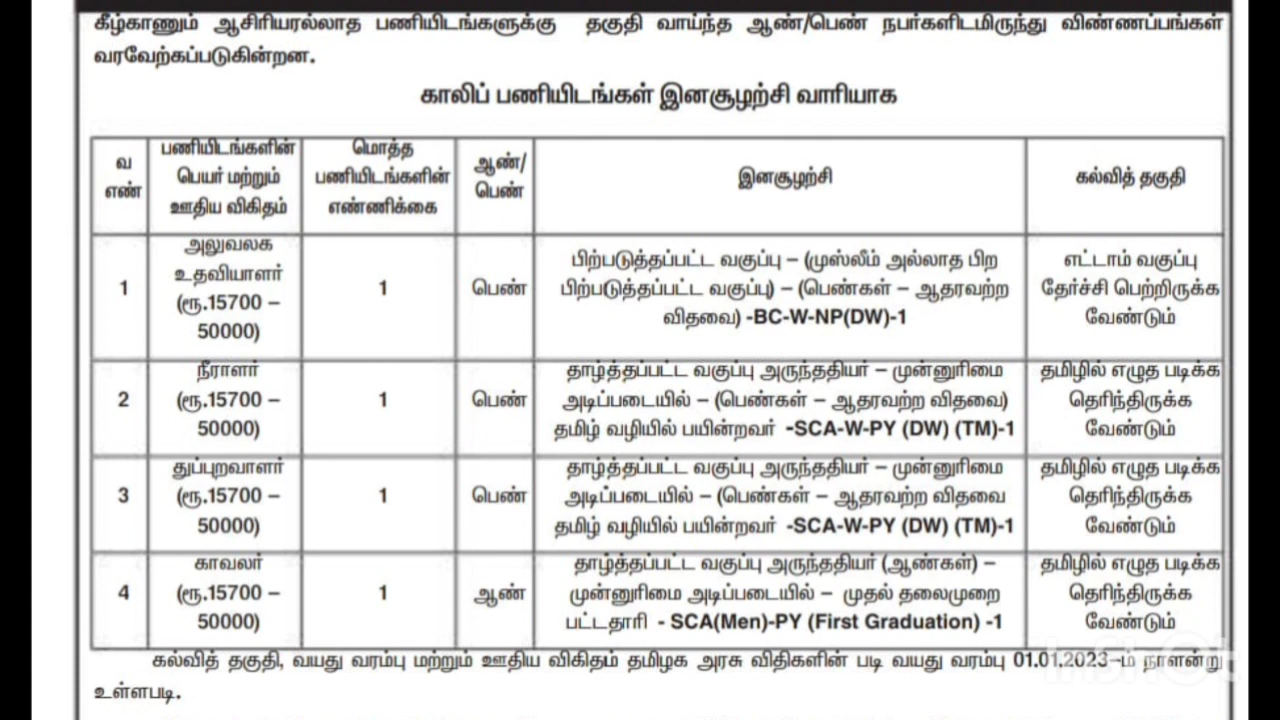 கீழ்காணும் ஆசிரியரல்லாத பணியிடங்களுக்கு தகுதி வாய்ந்த ஆண்/பெண் நபர்களிடமிருந்து விண்ணப்பங்கள்
வரவேற்கப்படுகின்றன.
காலிப் பணியிடங்கள் இனசூழற்சி வாரியாக
வ
எண்
பணியிடங்களின்
பெயர் மற்றும்
ஊதிய விகிதம்
மொத்த
பணியிடங்களின்
எண்ணிக்கை
ஆண்/
பெண்
இனசூழற்சி
கல்வித் தகுதி
1
அலுவலக
உதவியாளர்
(ரூ.15700 –
50000)
1
பெண்
பிற்படுத்தப்பட்ட வகுப்பு – (முஸ்லீம் அல்லாத பிற
பிற்படுத்தப்பட்ட வகுப்பு) – (பெண்கள் – ஆதரவற்ற
விதவை) -BC-W-NP(DW)-1
எட்டாம் வகுப்பு
தேர்ச்சி பெற்றிருக்க
வேண்டும்
2
நீராளர்
(ரூ.15700 –
50000)
1
பெண்
தாழ்த்தப்பட்ட வகுப்பு அருந்ததியர் – முன்னுரிமை
அடிப்படையில் – (பெண்கள் – ஆதரவற்ற விதவை)
தமிழ் வழியில் பயின்றவர் -SCA-W-PY (DW) (TM)-1
தமிழில் எழுத படிக்க
தெரிந்திருக்க
வேண்டும்
3
துப்புறவாளர்
(ரூ.15700 –
50000)
1
பெண்
தாழ்த்தப்பட்ட வகுப்பு அருந்ததியர் – முன்னுரிமை
அடிப்படையில் – (பெண்கள் – ஆதரவற்ற விதவை
தமிழ் வழியில் பயின்றவர் -SCA-W-PY (DW) (TM)-1
தமிழில் எழுத படிக்க
தெரிந்திருக்க
வேண்டும்
4
காவலர்
(ரூ.15700 –
50000)
1
ஆண்
தாழ்த்தப்பட்ட வகுப்பு அருந்ததியர் (ஆண்கள்) –
முன்னுரிமை அடிப்படையில் – முதல் தலைமுறை
பட்டதாரி - SCA(Men)-PY (First Graduation) -1
தமிழில் எழுத படிக்க
தெரிந்திருக்க
வேண்டும்
கல்வித் தகுதி, வயது வரம்பு மற்றும் ஊதிய விகிதம் தமிழக அரசு விதிகளின் படி வயது வரம்பு 01.01.2023-ம் நாளன்று
உள்ளபடி.
InShOt